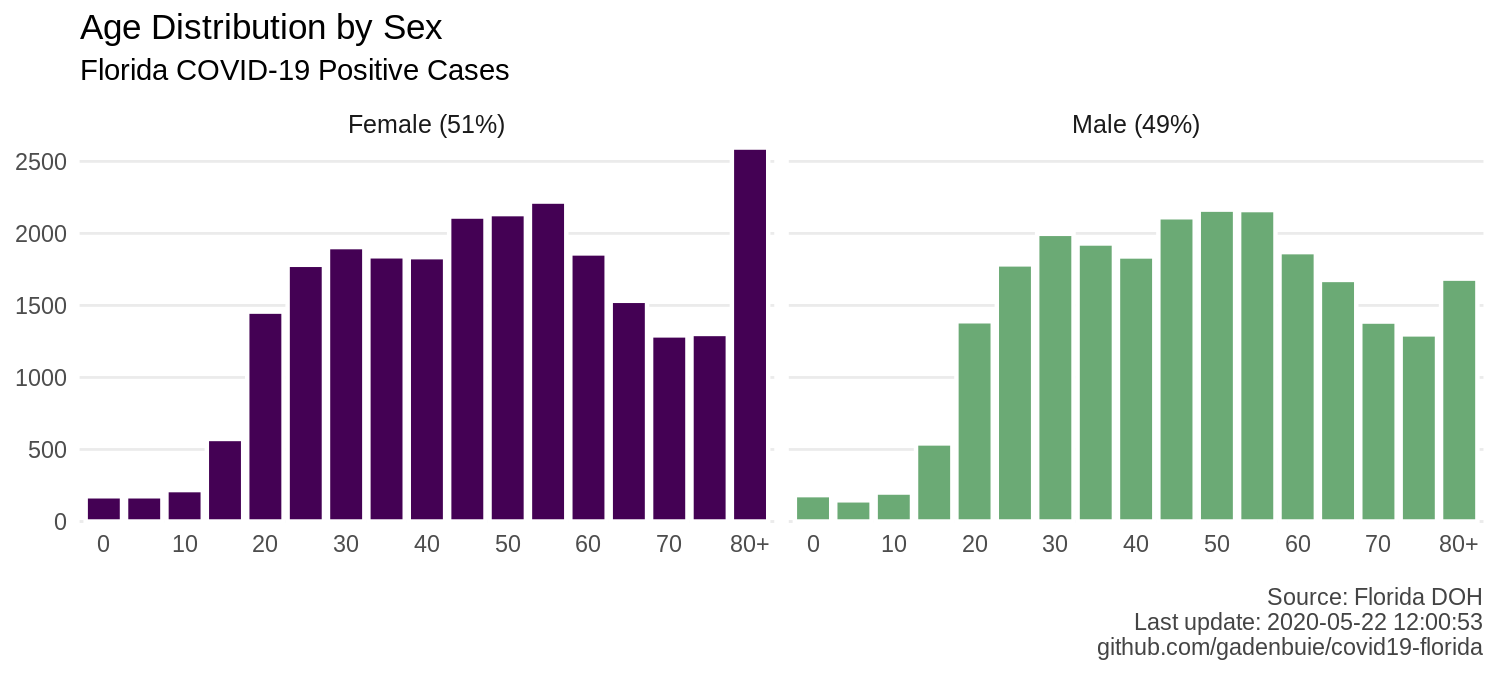 Age Distribution by Sex
Florida COVID-19 Positive Cases
Female (51%)
Male (49%)
2500
2000
1500
1000
500
0
0 10 20 30 40 50 60 70 80+
0 10 20 30 40 50 60 70 80+
Source: Florida DOH
Last update: 2020-05-22 12:00:53
github.com/gadenbuie/covid19-florida